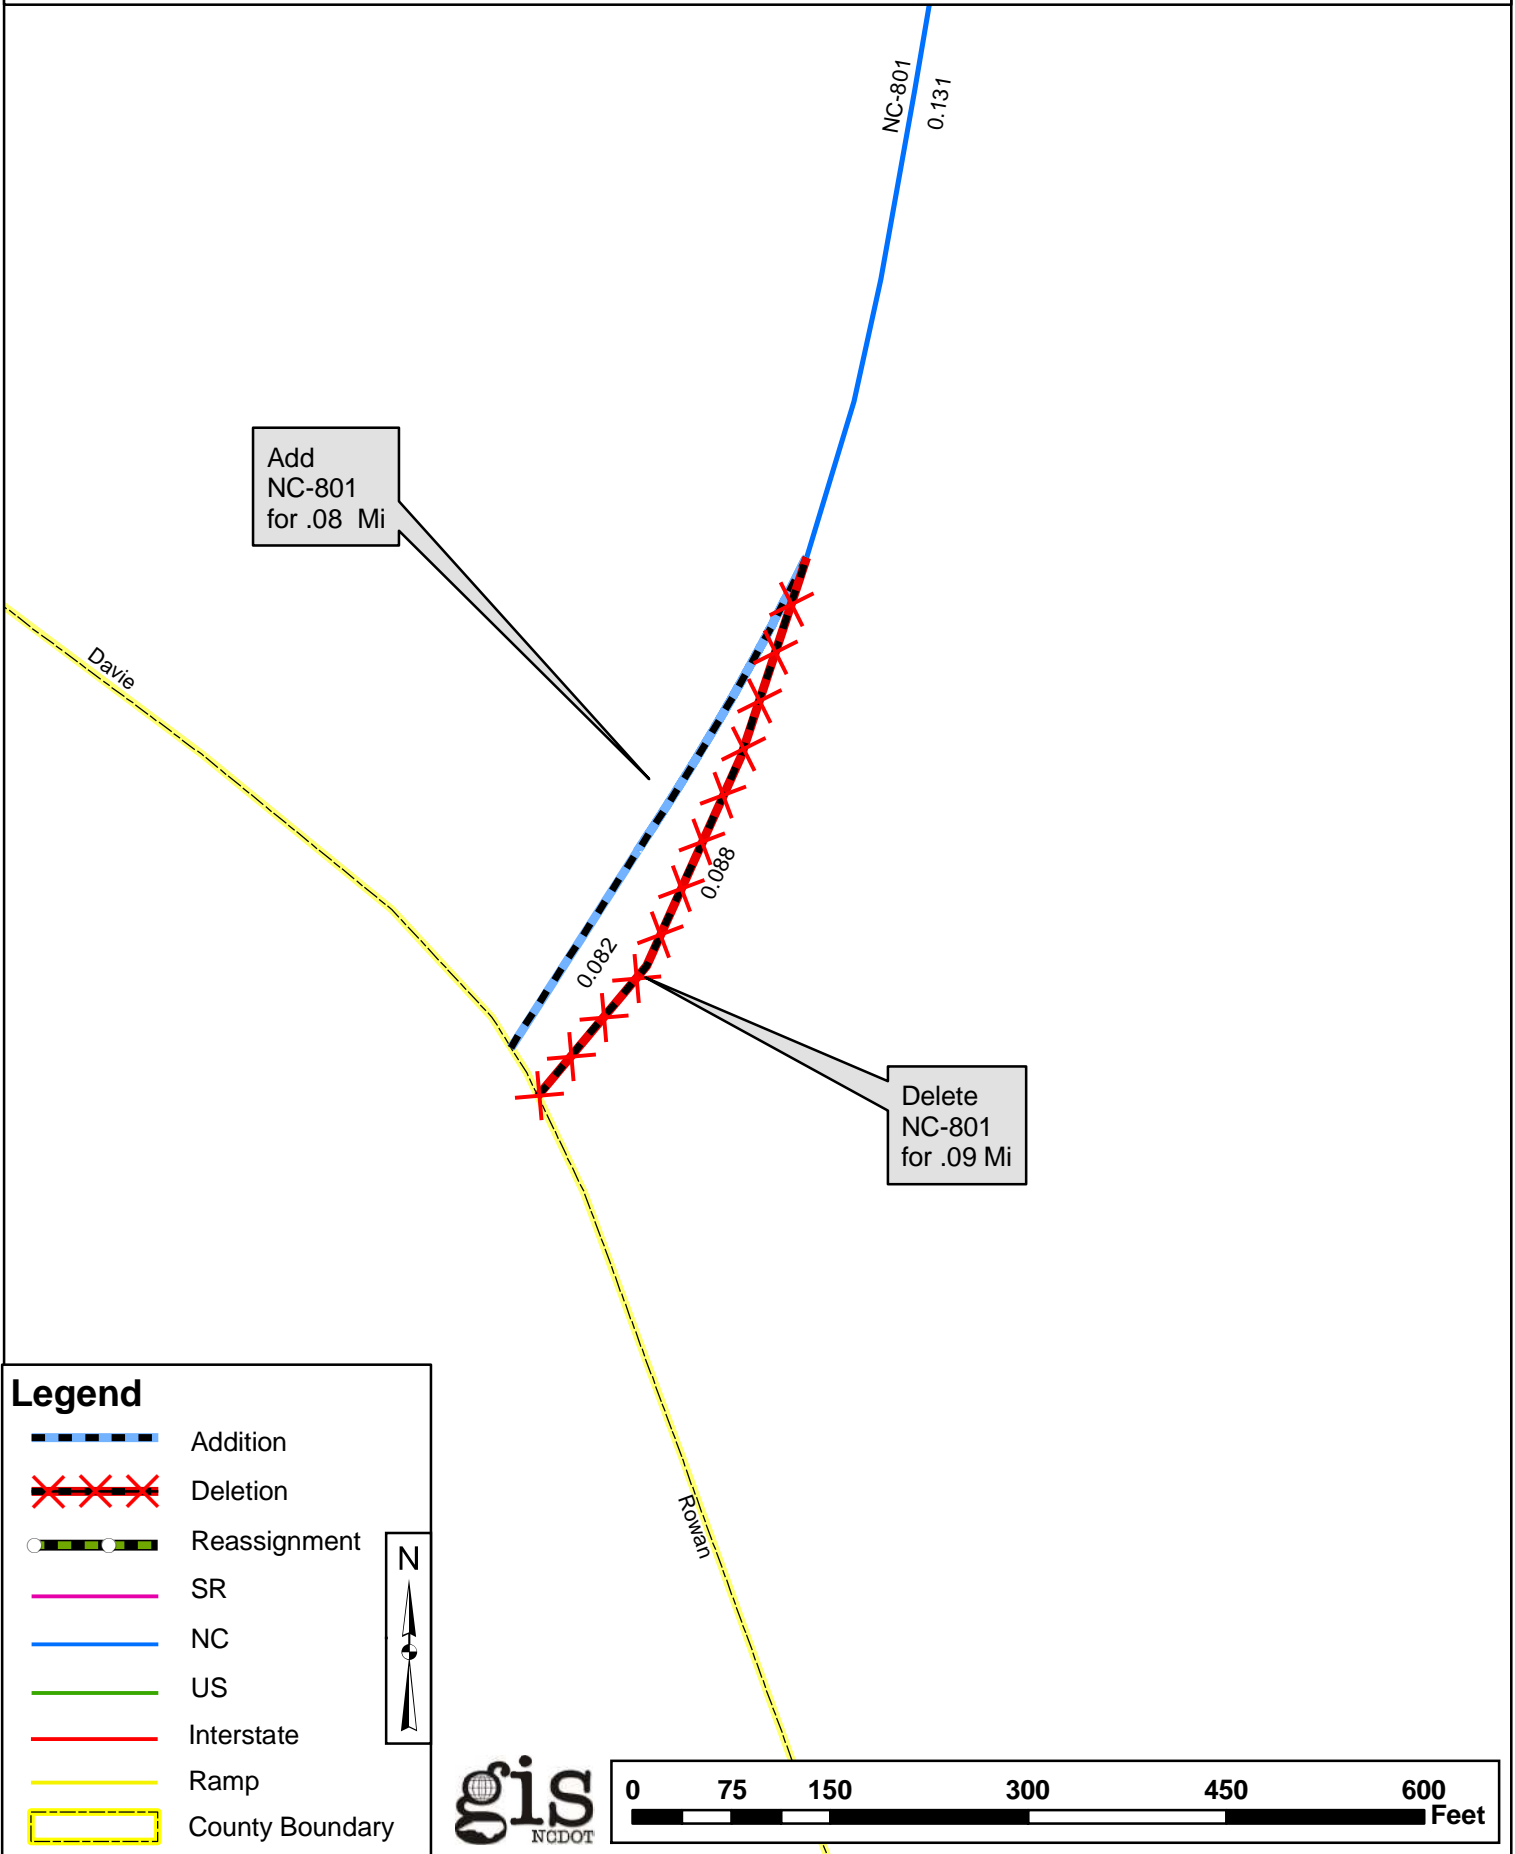 NC-801
0.131
Add
NC-801
for .08 Mi
Davie
0.088
0.082
Delete
NC-801
for .09 Mi
Rowan
Legend
Addition
Deletion
Reassignment
SR
NC
US
Interstate
Ramp
County Boundary
N
gis
NCDOT
0 75 150 300 450 600
Feet